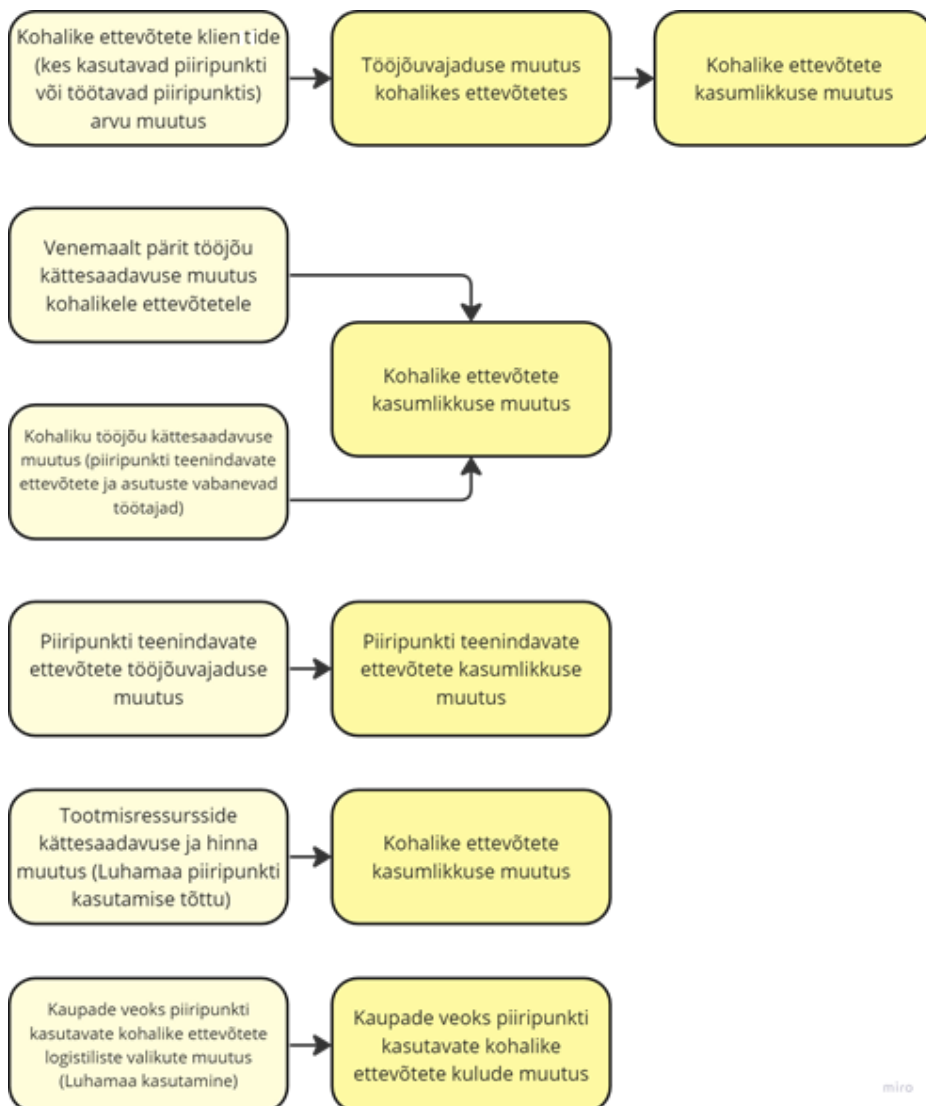 Kohalike ettevõtete klientide
(kes kasutavad piiripunkti
või töötavad piiripunktis)
arvu muutus
Tööjõuvajaduse muutus
kohalikes ettevõtetes
Kohalike ettevõtete
kasumlikkuse muutus
Venemaalt pärit tööjõu
kättesaadavuse muutus
kohalikele ettevõtetele
Kohalike ettevõtete
kasumlikkuse muutus
Kohaliku tööjõu kättesaadavuse
muutus (piiripunkti teenindavate
ettevõtete ja asutuste vabanevad
töötajad)
Piiripunkti teenindavate
ettevõtete tööjõuvajaduse
muutus
Piiripunkti teenindavate
ettevõtete kasumlikkuse
muutus
Tootmisressursside
kättesaadavuse ja hinna
muutus (Luhamaa piiripunkti
kasutamise tõttu)
Kohalike ettevõtete
kasumlikkuse muutus
Kaupade veoks piiripunkti
kasutavate kohalike ettevõtete
logistiliste valikute muutus
(Luhamaa kasutamine)
Kaupade veoks piiripunkti
kasutavate kohalike
ettevõtete kulude muutus
miro